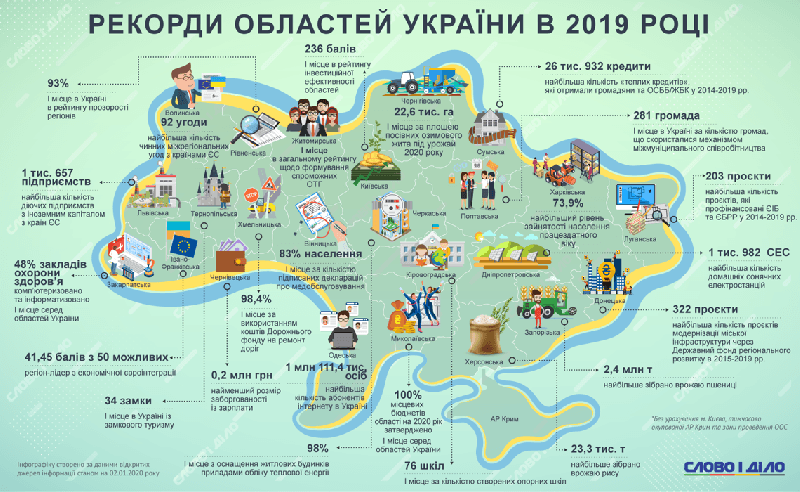 РЕКОРДИ ОБЛАСТЕЙ УКРАЇНИ В 2019 РОЦІ
93%
І місце в Україні
в рейтингу прозорості
регіонів
236 балів
І місце в рейтингу
інвестиційної
ефективності
областей
26 тис. 932 кредити
найбільша кількість «теплих кредитів»,
які отримали громадяни та ОСББ/ЖБК у 2014-2019 рр.
281 громада
І місце в Україні за кількістю громад,
що скористалися механізмом
міжмуніципального співробітництва
Волинська
92 угоди
найбільша кількість
чинних міжрегіональних
угод з країнами ЄС
Рівненська
Житомирська
І місце
в загальному рейтингу
щодо формування
спроможних
ОТГ
Чернігівська
22,6 тис. га
І місце за площею
посівних озимового
жита під урожай
2020 року
Київська
Сумська
Харківська
73,9%
найбільший рівень
зайнятості населення
працездатного
віку
203 проєкти
найбільша кількість
проєктів, які
профінансовані ЄІБ
та ЄБРР у 2014-2019 рр.
1 тис. 657
підприємств
найбільша кількість
діючих підприємств
з іноземним капіталом
з країн ЄС
Львівська
Тернопільська
Хмельницька
Вінницька
83% населення
І місце за кількістю
підписаних декларацій
про медобслуговування
Черкаська
Полтавська
Луганська
1 тис. 982 СЕС
найбільша кількість
домашніх сонячних
електростанцій
48% закладів
охорони
здоров'я
комп'ютеризовано
та інформатизовано
І місце серед
областей України
Закарпатська
Івано-
Франківська
Чернівецька
98,4%
І місце за
використанням
коштів Дорожнього
фонду на ремонт
доріг
Одеська
Кіровоградська
Миколаївська
Дніпропетровська
Донецька
Запорізька
Херсонська
322 проєкти
найбільша кількість проєктів
модернізації міської
інфраструктури через
Державний фонд регіонального
розвитку в 2015-2019 рр.
2,4 млн т
найбільше зібрано врожаю пшениці
41,45 балів з 50 можливих
регіон-лідер з економічної євроінтеграції
34 замки
І місце в Україні із
замкового туризму
0,2 млн грн
найменший розмір
заборгованості
із зарплати
1 млн 111,4 тис.
осіб
найбільша
кількість абонентів
інтернету в Україні
100%
місцевих
бюджетів
області на 2020 рік
затверджено
І місце серед
областей України
98%
І місце з оснащення житлових будинків
приладами обліку теплової енергії
76 шкіл
І місце за кількістю створених опорних шкіл
АР Крим
23,3 тис. т
найбільше зібрано
врожаю рису
*без урахування м. Києва, тимчасово
окупованої АР Крим та зони проведення ООС
Інфографіку створено за даними відкритих
джерел інформації станом на 03.01.2020 року
СЛОВО І ДІЛО